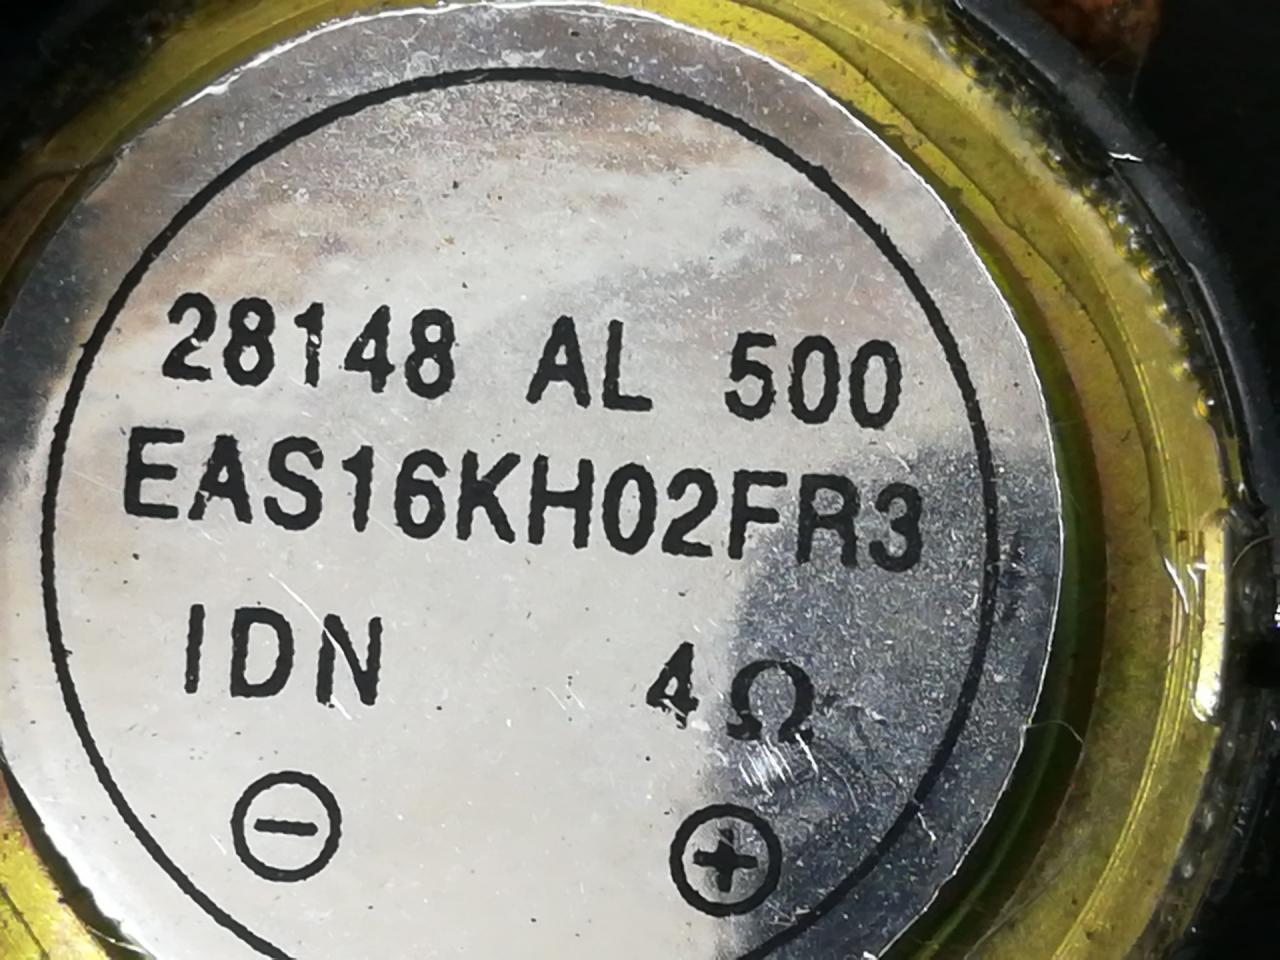 28148 AL 500
EAS16KH02FR3
IDN 4Ω
⊖ ⊕